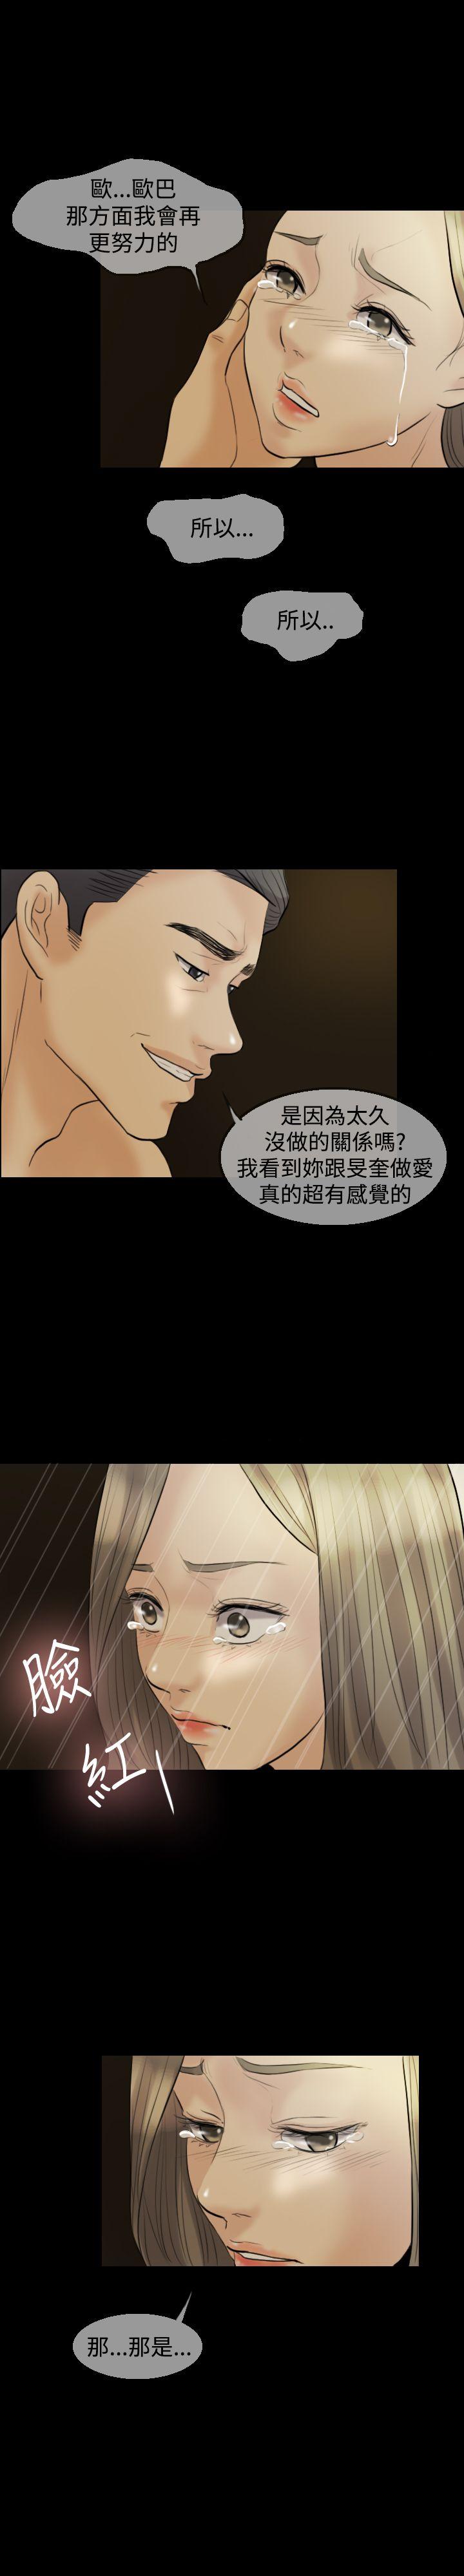 歐...歐巴
那方面我會再
更努力的
所以...
所以..
是因為太久
沒做的關係嗎?
我看到妳跟旻奎做愛
真的超有感覺的
臉
紅
那...那是...